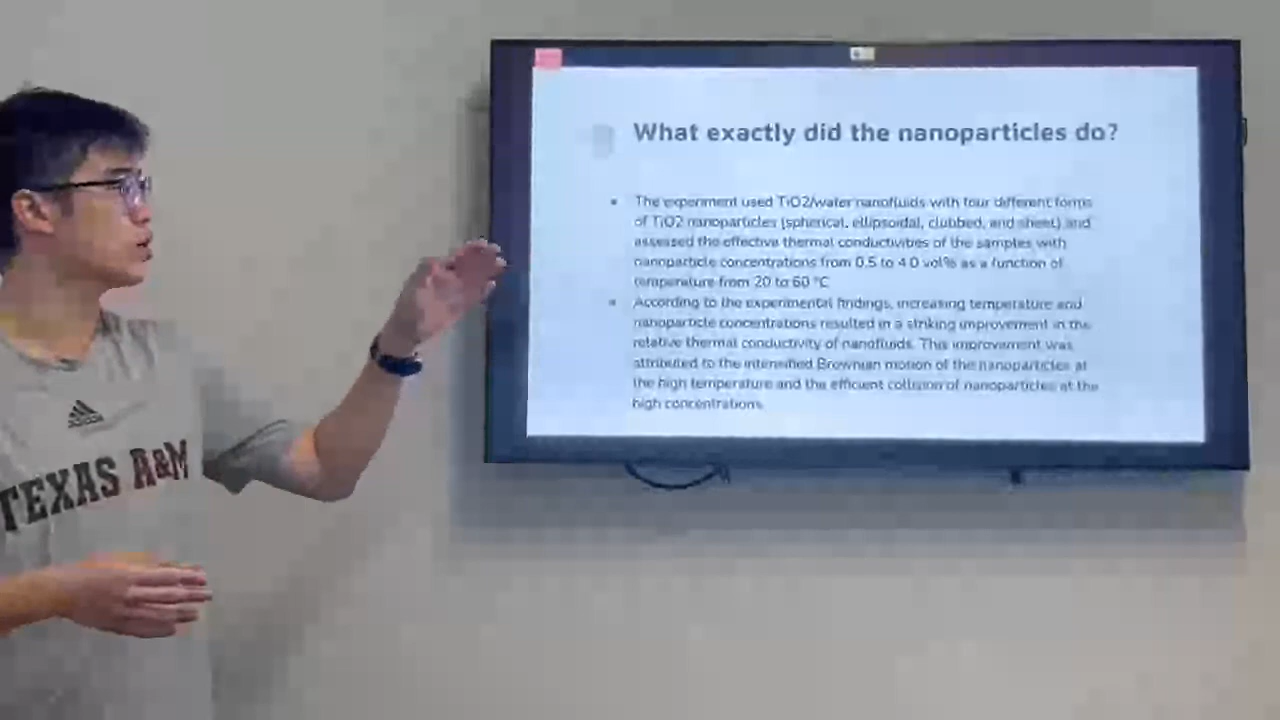 What exactly did the nanoparticles do?
The experiment used TiO2/water nanofluids with four different forms
of TiO2 nanoparticles (spherical, ellipsoidal, clubbed, and sheet) and
assessed the effective thermal conductivities of the samples with
nanoparticle concentrations from 0.5 to 4.0 vol% as a function of
temperature from 20 to 60 °C
According to the experimental findings, increasing temperature and
nanoparticle concentrations resulted in a striking improvement in the
relative thermal conductivity of nanofluids. This improvement was
attributed to the intensified Brownian motion of the nanoparticles at
the high temperature and the efficient collision of nanoparticles at the
high concentrations.
adidas
TEXAS A&M